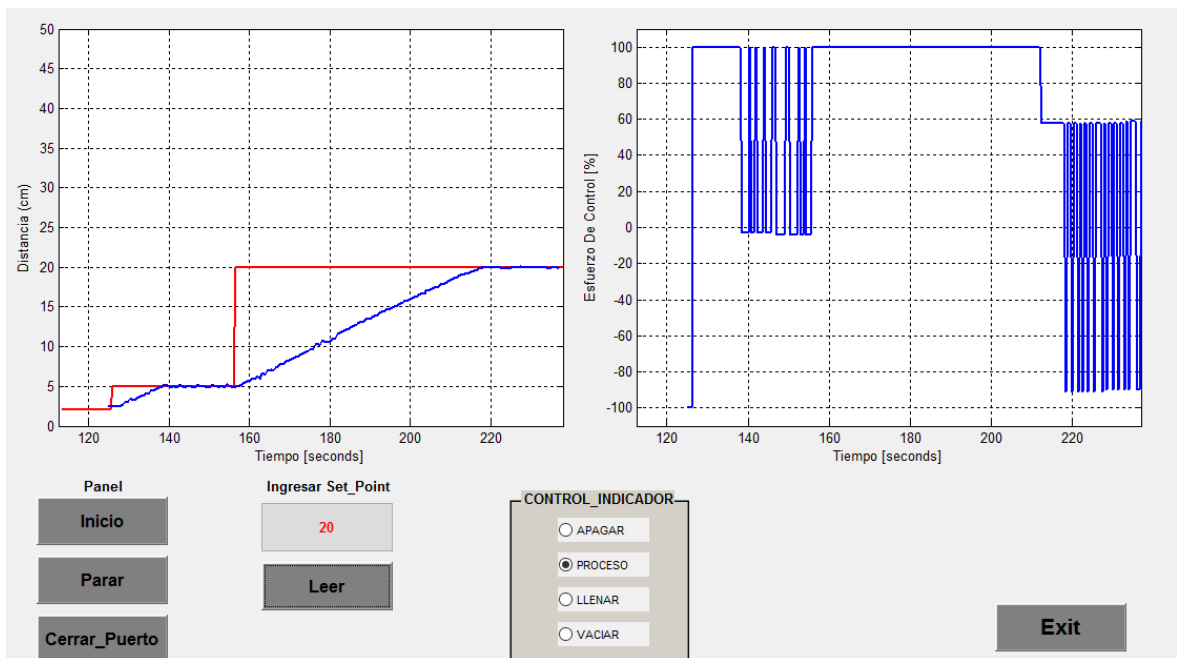 50
45
40
35
30
25
20
15
10
5
0
Distancia (cm)
120 140 160 180 200 220
Tiempo [seconds]
100
80
60
40
20
0
-20
-40
-60
-80
-100
Esfuerzo De Control [%]
120 140 160 180 200 220
Tiempo [seconds]
Panel
Inicio
Parar
Cerrar_Puerto
Ingresar Set_Point
20
Leer
CONTROL_INDICADOR
APAGAR
PROCESO
LLENAR
VACIAR
Exit